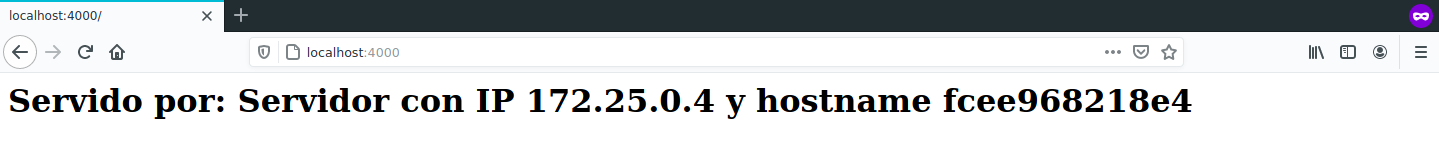 localhost:4000/
localhost:4000
Servido por: Servidor con IP 172.25.0.4 y hostname fcee968218e4